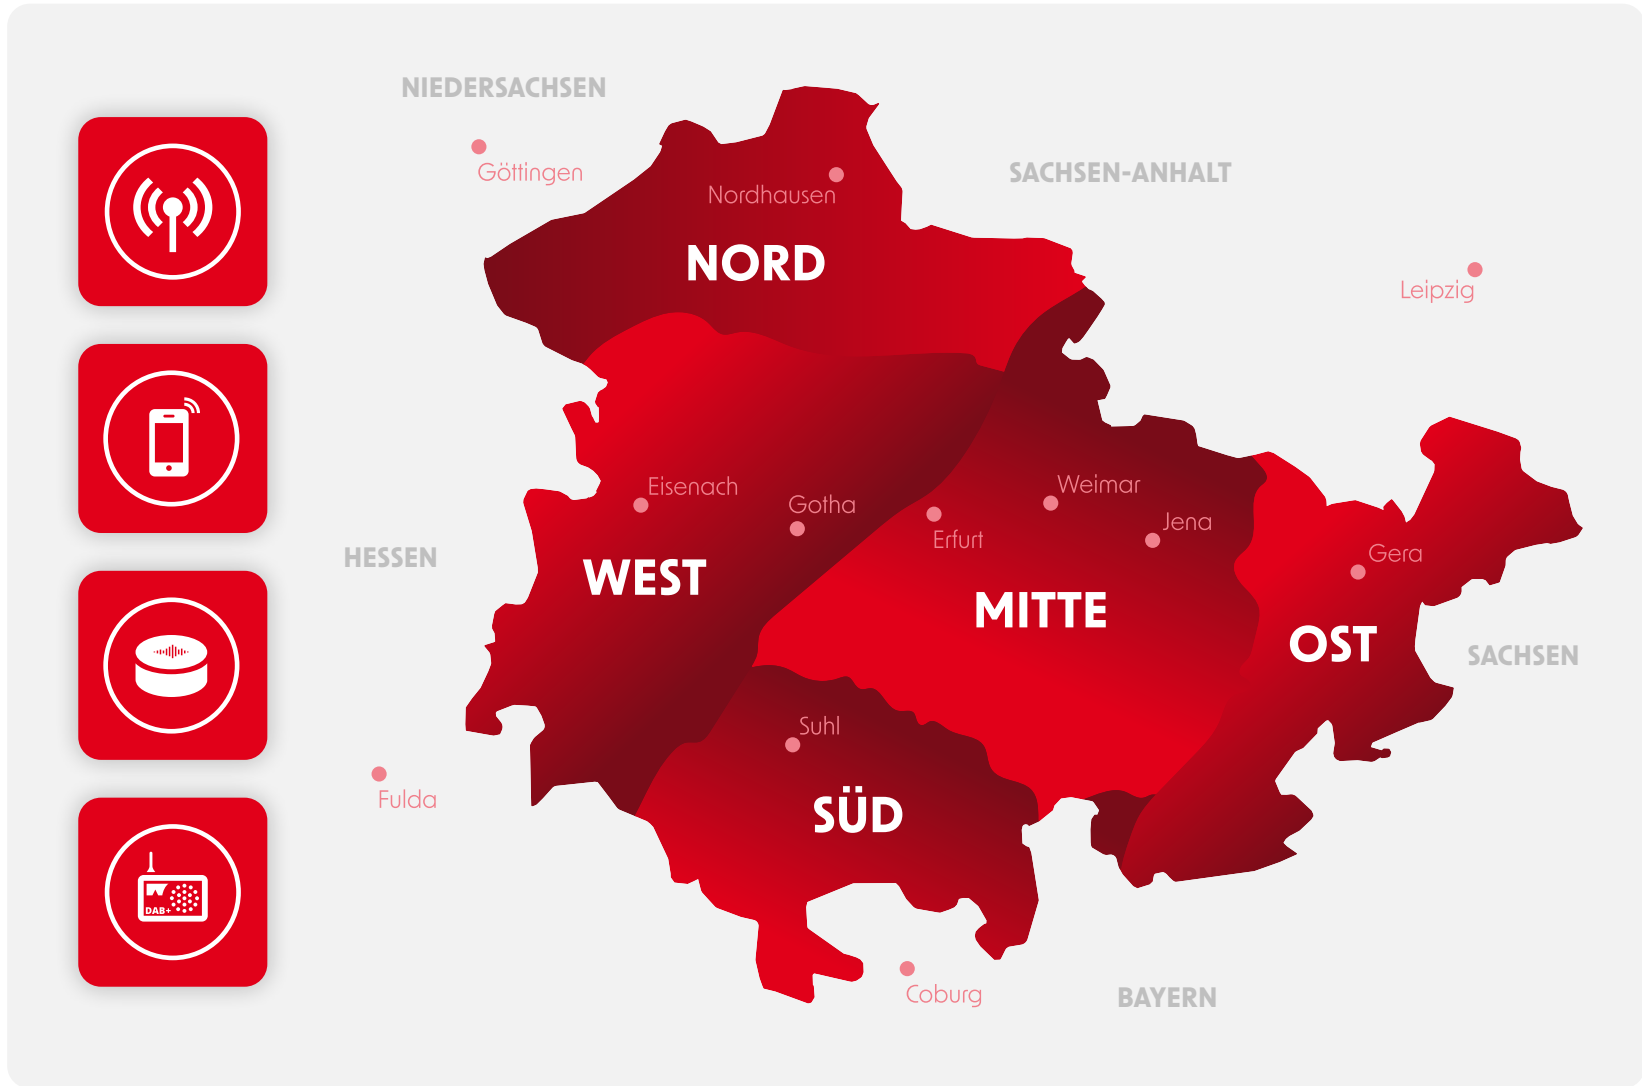 NIEDERSACHSEN
Göttingen
SACHSEN-ANHALT
Nordhausen
NORD
Leipzig
Eisenach
Gotha
Weimar
Jena
Erfurt
Gera
HESSEN
WEST
MITTE
OST
SACHSEN
Suhl
Fulda
SÜD
DAB+
Coburg
BAYERN